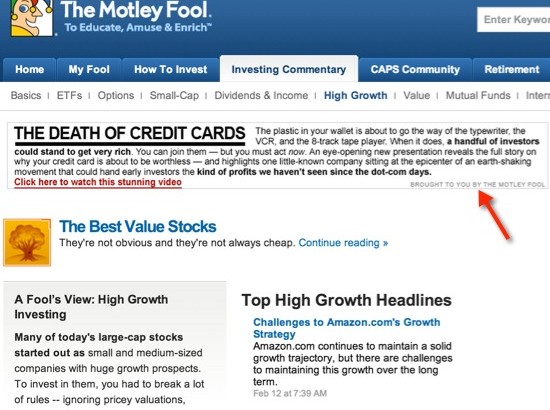 The Motley Fool.
To Educate, Amuse & Enrich™
Enter Keywor
Home My Fool How To Invest Investing Commentary CAPS Community Retirement
Basics | ETFs | Options | Small-Cap | Dividends & Income | High Growth | Value | Mutual Funds | Inter
THE DEATH OF CREDIT CARDS The plastic in your wallet is about to go the way of the typewriter, the
VCR, and the 8-track tape player. When it does, a handful of investors
could stand to get very rich. You can join them — but you must act now. An eye-opening new presentation reveals the full story on
why your credit card is about to be worthless — and highlights one little-known company sitting at the epicenter of an earth-shaking
movement that could hand early investors the kind of profits we haven't seen since the dot-com days.
Click here to watch this stunning video
BROUGHT TO YOU BY THE MOTLEY FOOL
The Best Value Stocks
They're not obvious and they're not always cheap. Continue reading »
A Fool's View: High Growth
Investing
Many of today's large-cap stocks
started out as small and medium-sized
companies with huge growth prospects.
To invest in them, you had to break a
lot of rules -- ignoring pricey valuations,
Top High Growth Headlines
Challenges to Amazon.com's Growth
Strategy
Amazon.com continues to maintain a solid
growth trajectory, but there are challenges
to maintaining this growth over the long
term.
Feb 12 at 7:39 AM